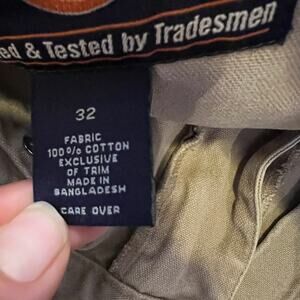 ed & Tested by Tradesmen
32
FABRIC
100% COTTON
EXCLUSIVE
OF TRIM
MADE IN
BANGLADESH
CARE OVER